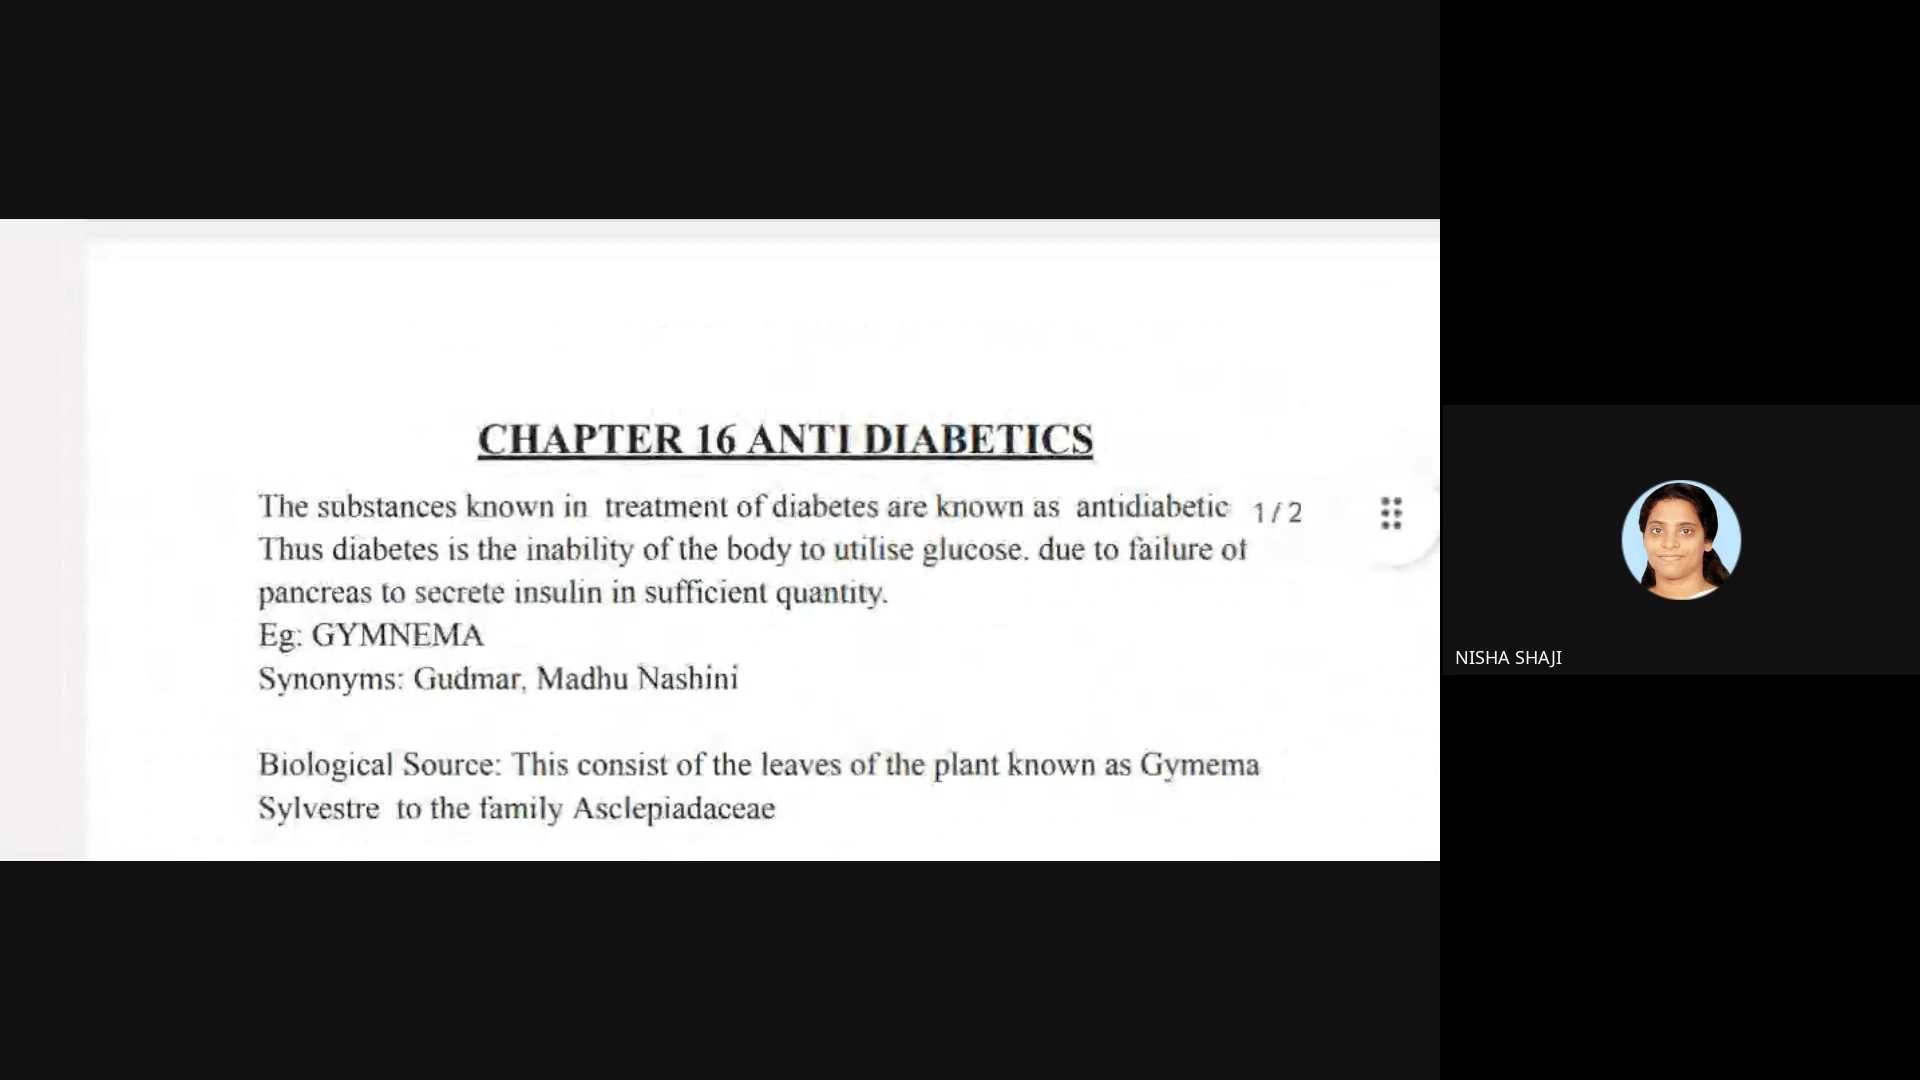 CHAPTER 16 ANTI DIABETICS
The substances known in treatment of diabetes are known as antidiabetic
1 / 2
Thus diabetes is the inability of the body to utilise glucose. due to failure of
pancreas to secrete insulin in sufficient quantity.
Eg: GYMNEMA
Synonyms: Gudmar, Madhu Nashini
Biological Source: This consist of the leaves of the plant known as Gymema
Sylvestre to the family Asclepiadaceae
NISHA SHAJI